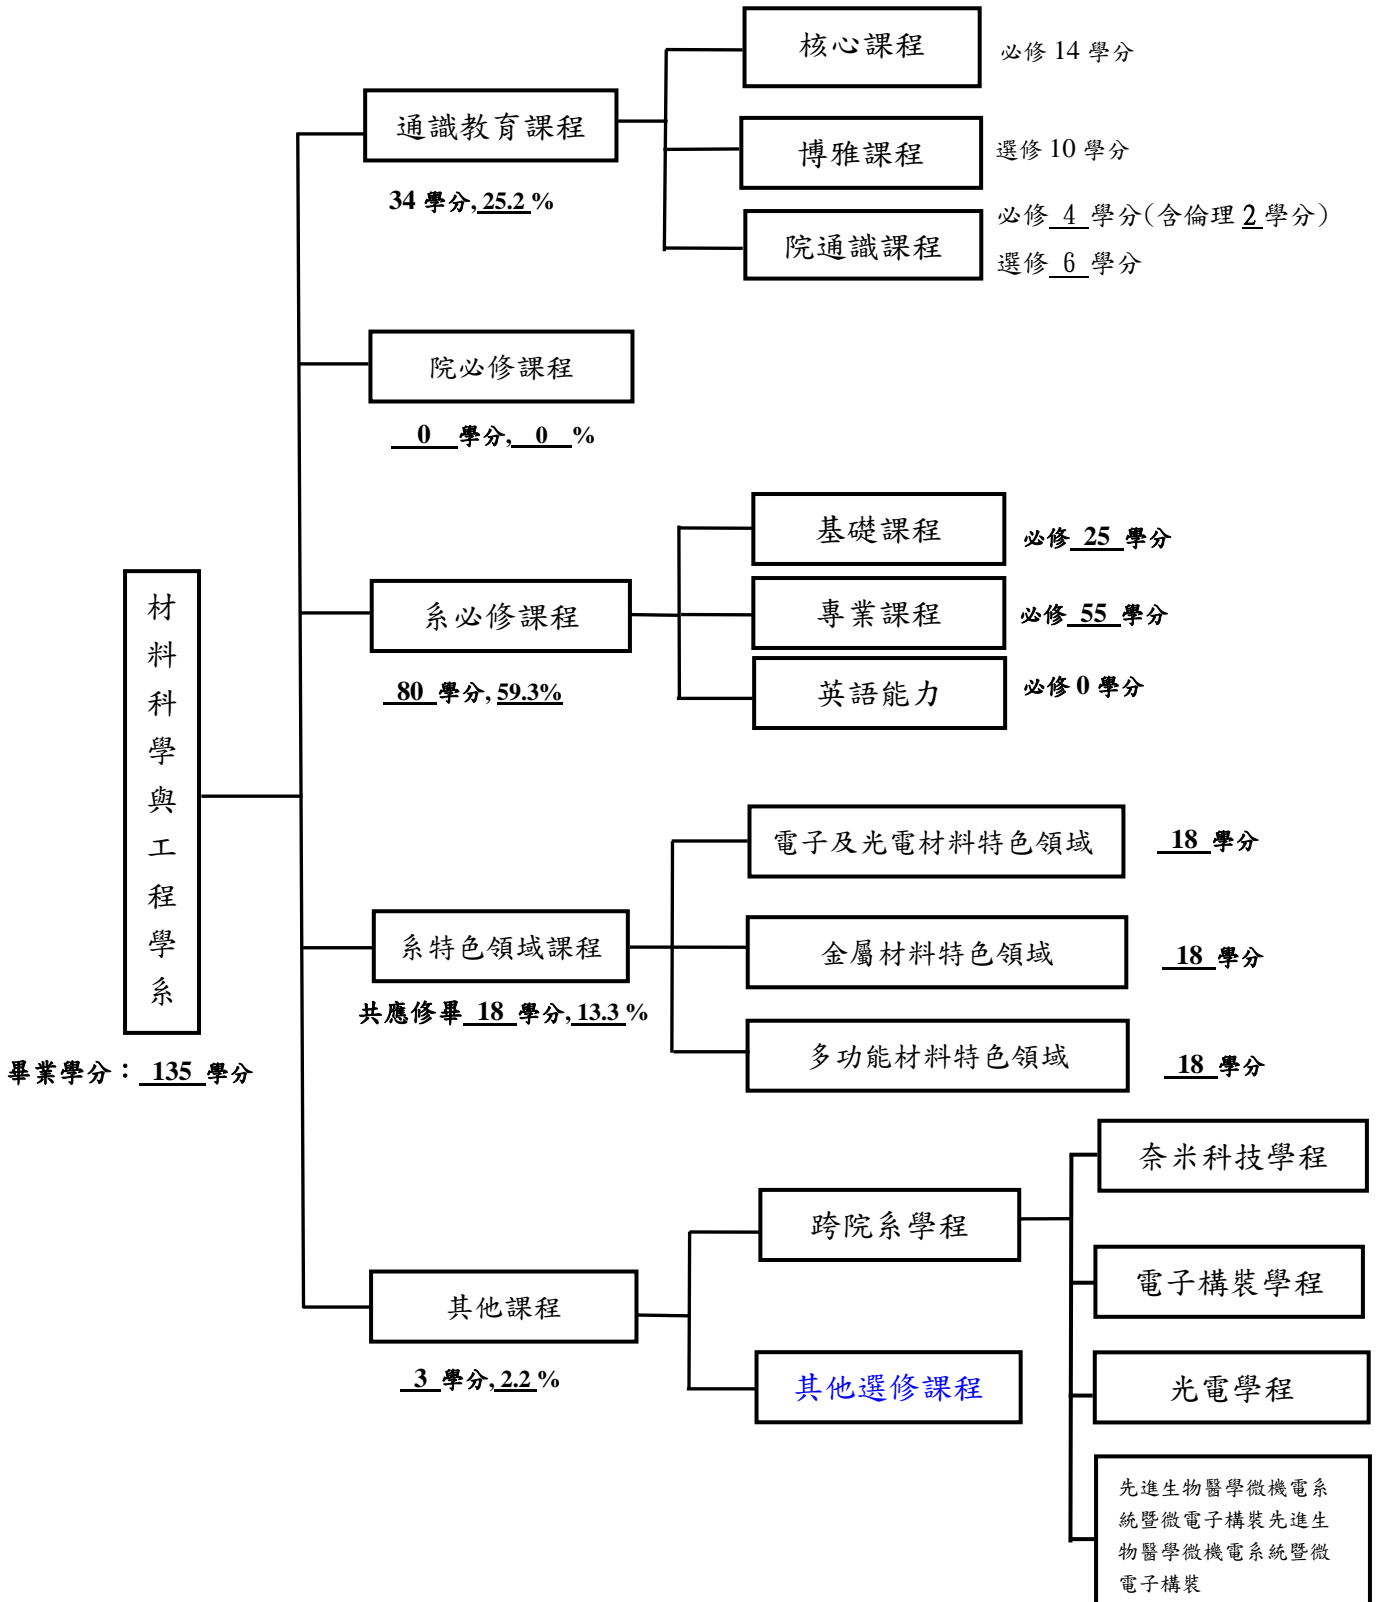 核心課程
必修 14 學分
通識教育課程
34 學分, 25.2 %
博雅課程
選修 10 學分
院通識課程
必修 4 學分(含倫理 2 學分)
選修 6 學分
院必修課程
0 學分, 0 %
系必修課程
80 學分, 59.3%
基礎課程
必修 25 學分
專業課程
必修 55 學分
英語能力
必修 0 學分
材料科學與工程學系
畢業學分： 135 學分
系特色領域課程
共應修畢 18 學分, 13.3 %
電子及光電材料特色領域
18 學分
金屬材料特色領域
18 學分
多功能材料特色領域
18 學分
其他課程
3 學分, 2.2 %
跨院系學程
奈米科技學程
電子構裝學程
光電學程
先進生物醫學微機電系
統暨微電子構裝先進生
物醫學微機電系統暨微
電子構裝
其他選修課程